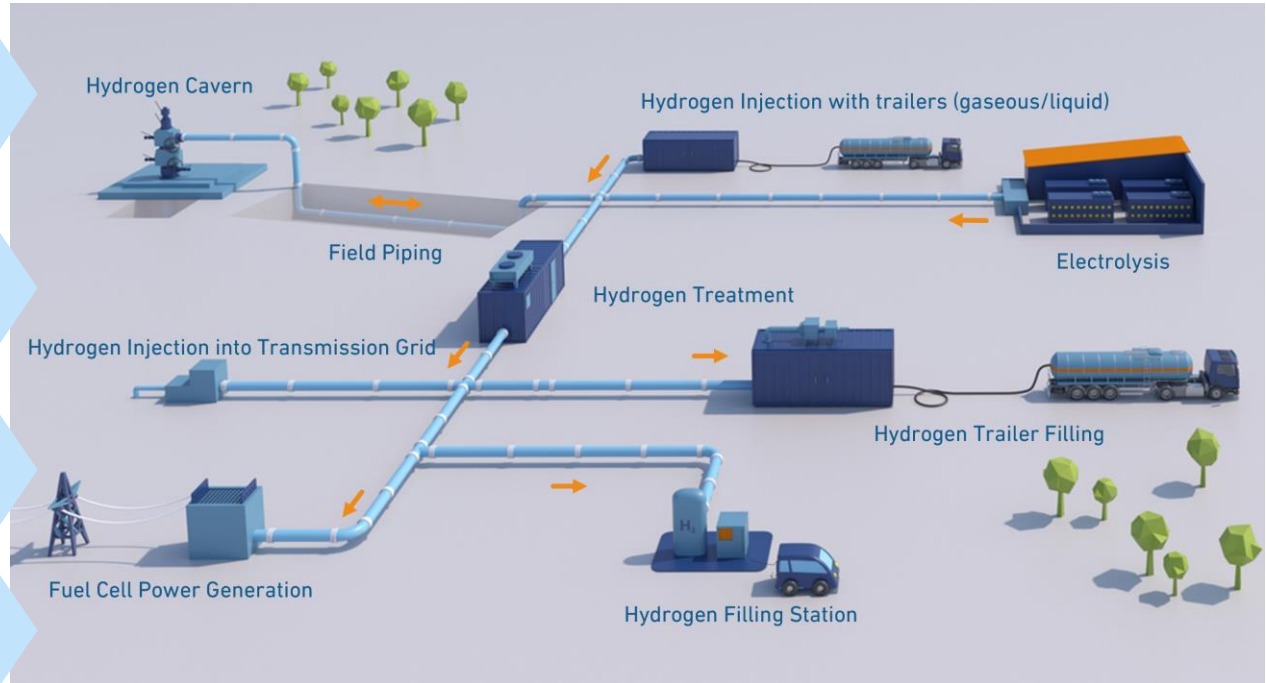 Hydrogen Cavern
Hydrogen Injection with trailers (gaseous/liquid)
Field Piping
Electrolysis
Hydrogen Treatment
Hydrogen Injection into Transmission Grid
Hydrogen Trailer Filling
H₂
Fuel Cell Power Generation
Hydrogen Filling Station